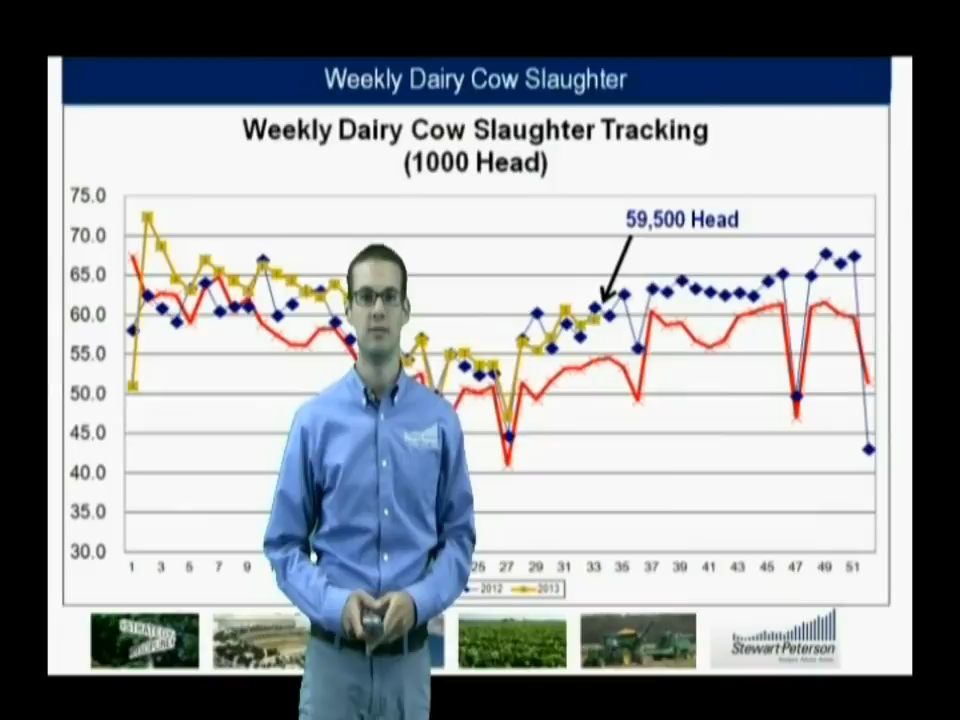 Weekly Dairy Cow Slaughter
Weekly Dairy Cow Slaughter Tracking
(1000 Head)
75.0
70.0
65.0
60.0
55.0
50.0
45.0
40.0
35.0
30.0
59,500 Head
1 3 5 7 9 25 27 29 31 33 35 37 39 41 43 45 47 49 51
2012 2013
STRATEGY
DISCIPLINE
Stewart-Peterson